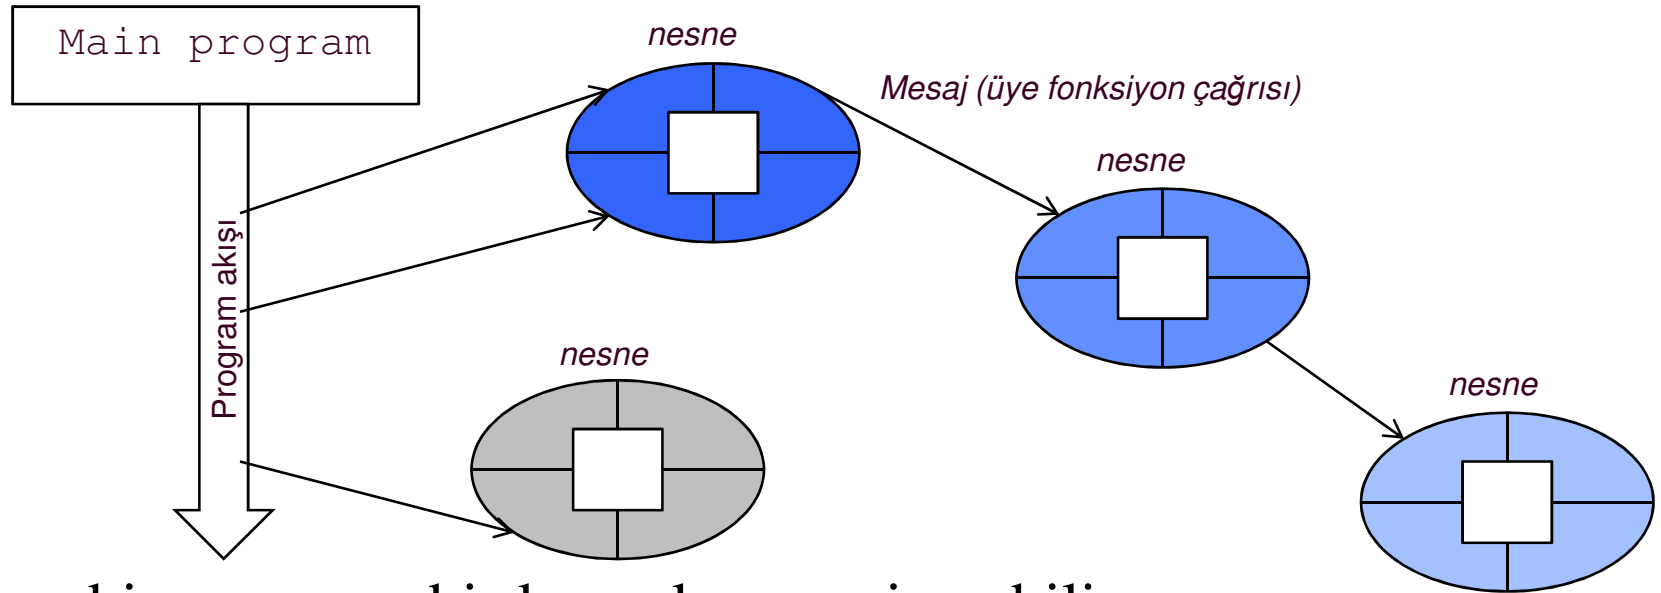 Main program
nesne
Mesaj (üye fonksiyon çağrısı)
nesne
Program akışı
nesne
nesne